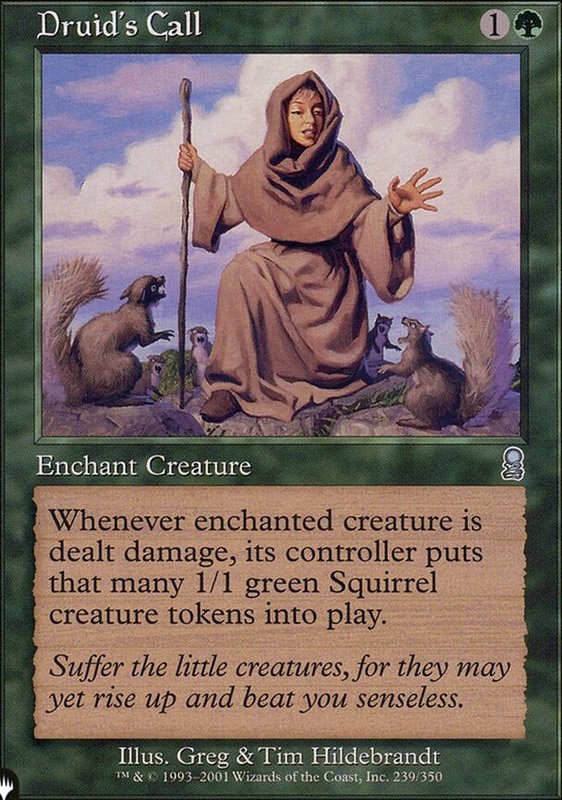 Druid's Call 1
Enchant Creature
Whenever enchanted creature is
dealt damage, its controller puts
that many 1/1 green Squirrel
creature tokens into play.
Suffer the little creatures, for they may
yet rise up and beat you senseless.
Illus. Greg & Tim Hildebrandt
™ & © 1993–2001 Wizards of the Coast, Inc. 239/350